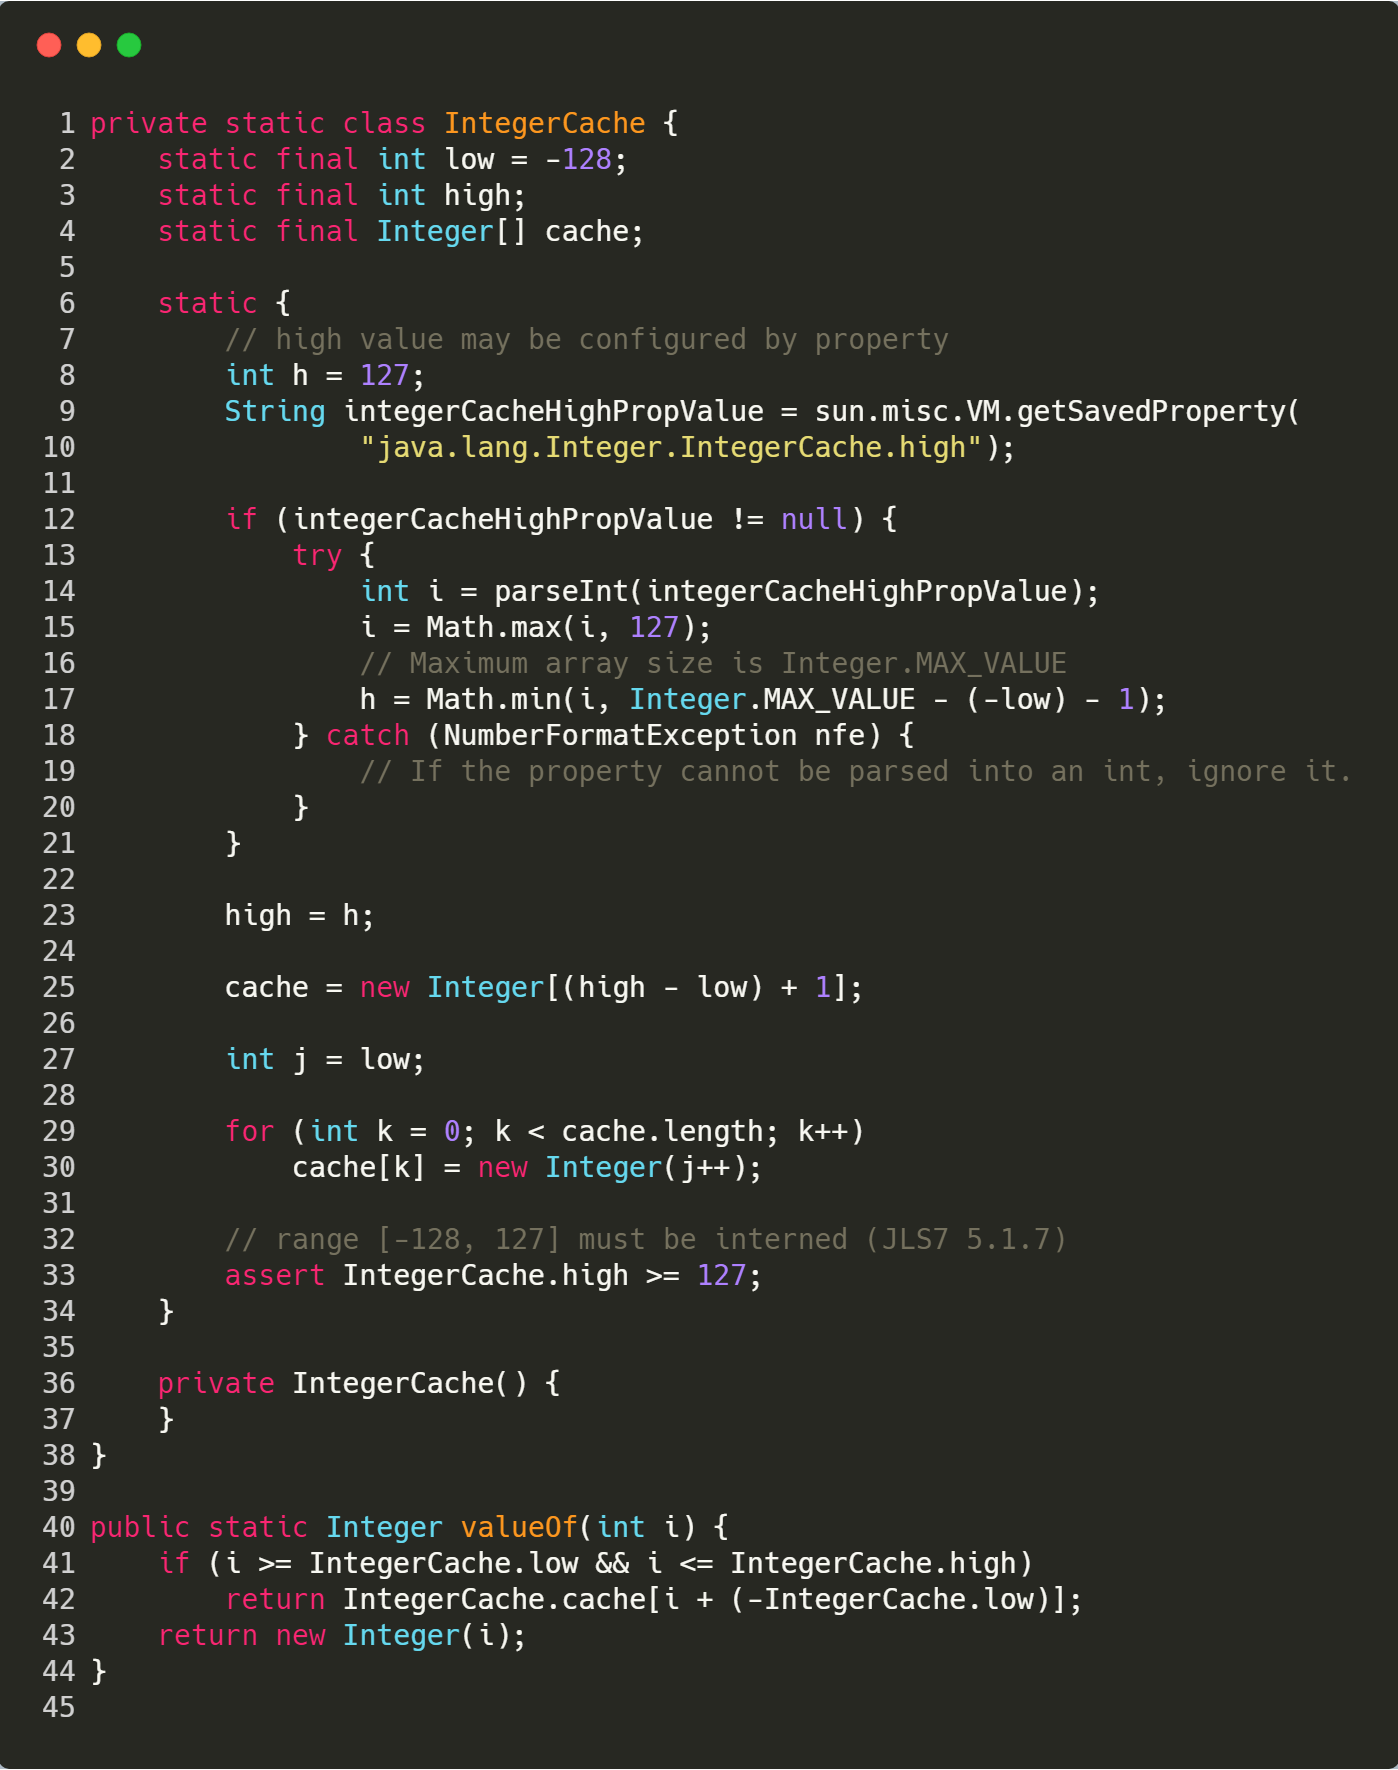 1 private static class IntegerCache {
2     static final int low = -128;
3     static final int high;
4     static final Integer[] cache;
5
6     static {
7         // high value may be configured by property
8         int h = 127;
9         String integerCacheHighPropValue = sun.misc.VM.getSavedProperty(
10                 "java.lang.Integer.IntegerCache.high");
11
12         if (integerCacheHighPropValue != null) {
13             try {
14                 int i = parseInt(integerCacheHighPropValue);
15                 i = Math.max(i, 127);
16                 // Maximum array size is Integer.MAX_VALUE
17                 h = Math.min(i, Integer.MAX_VALUE - (-low) - 1);
18             } catch (NumberFormatException nfe) {
19                 // If the property cannot be parsed into an int, ignore it.
20             }
21         }
22
23         high = h;
24
25         cache = new Integer[(high - low) + 1];
26
27         int j = low;
28
29         for (int k = 0; k < cache.length; k++)
30             cache[k] = new Integer(j++);
31
32         // range [-128, 127] must be interned (JLS7 5.1.7)
33         assert IntegerCache.high >= 127;
34     }
35
36     private IntegerCache() {
37     }
38 }
39
40 public static Integer valueOf(int i) {
41     if (i >= IntegerCache.low && i <= IntegerCache.high)
42         return IntegerCache.cache[i + (-IntegerCache.low)];
43     return new Integer(i);
44 }
45